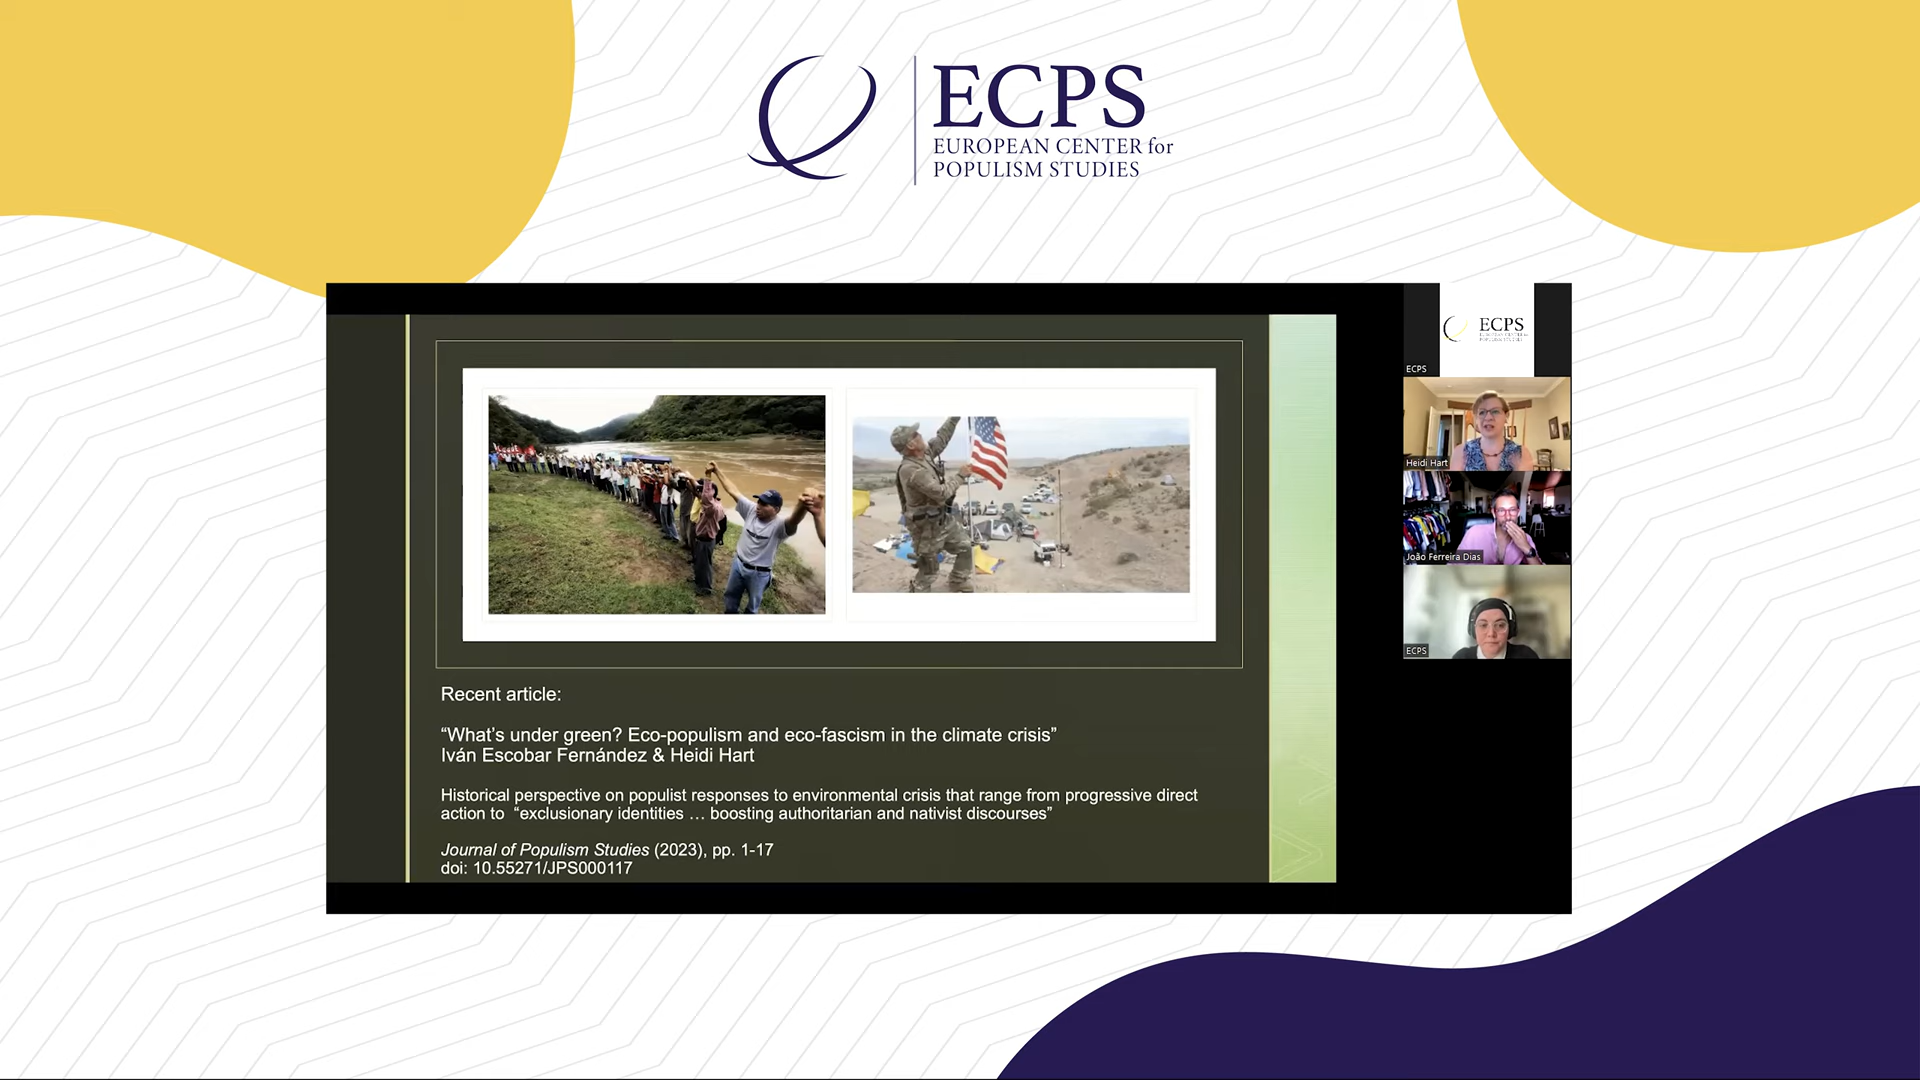 ECPS
EUROPEAN CENTER for
POPULISM STUDIES
ECPS
ECPS
Heidi Hart
João Ferreira Dias
ECPS
Recent article:
“What’s under green? Eco-populism and eco-fascism in the climate crisis”
Iván Escobar Fernández & Heidi Hart
Historical perspective on populist responses to environmental crisis that range from progressive direct
action to “exclusionary identities … boosting authoritarian and nativist discourses”
Journal of Populism Studies (2023), pp. 1-17
doi: 10.55271/JPS000117